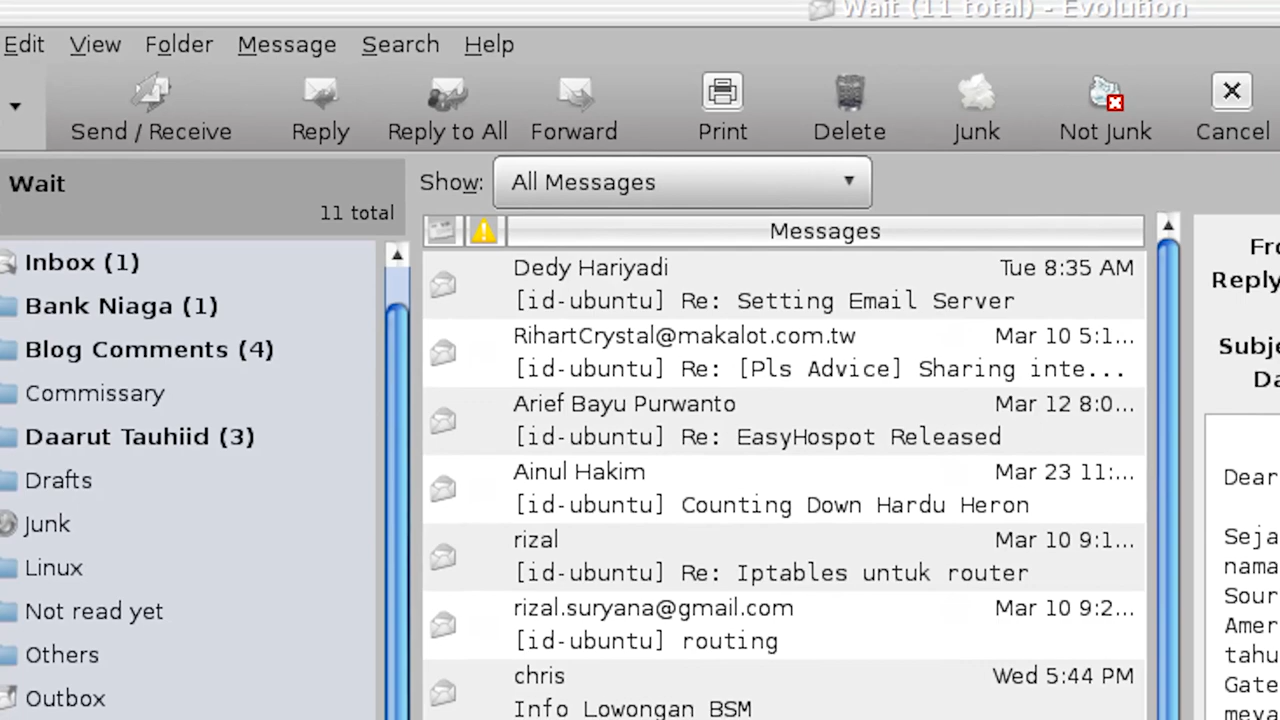 Wait (11 total) - Evolution
Edit View Folder Message Search Help
Send / Receive Reply Reply to All Forward Print Delete Junk Not Junk Cancel
Wait
11 total
Show: All Messages
Messages
Inbox (1)
Bank Niaga (1)
Blog Comments (4)
Commissary
Daarut Tauhiid (3)
Drafts
Junk
Linux
Not read yet
Others
Outbox
Dedy Hariyadi Tue 8:35 AM
[id-ubuntu] Re: Setting Email Server
RihartCrystal@makalot.com.tw Mar 10 5:1...
[id-ubuntu] Re: [Pls Advice] Sharing inte...
Arief Bayu Purwanto Mar 12 8:0...
[id-ubuntu] Re: EasyHospot Released
Ainul Hakim Mar 23 11:...
[id-ubuntu] Counting Down Hardu Heron
rizal Mar 10 9:1...
[id-ubuntu] Re: Iptables untuk router
rizal.suryana@gmail.com Mar 10 9:2...
[id-ubuntu] routing
chris Wed 5:44 PM
Info Lowongan BSM
Fro
Reply
Subje
Da
Dear
Seja
nama
Sour
Amer
tahu
Gate